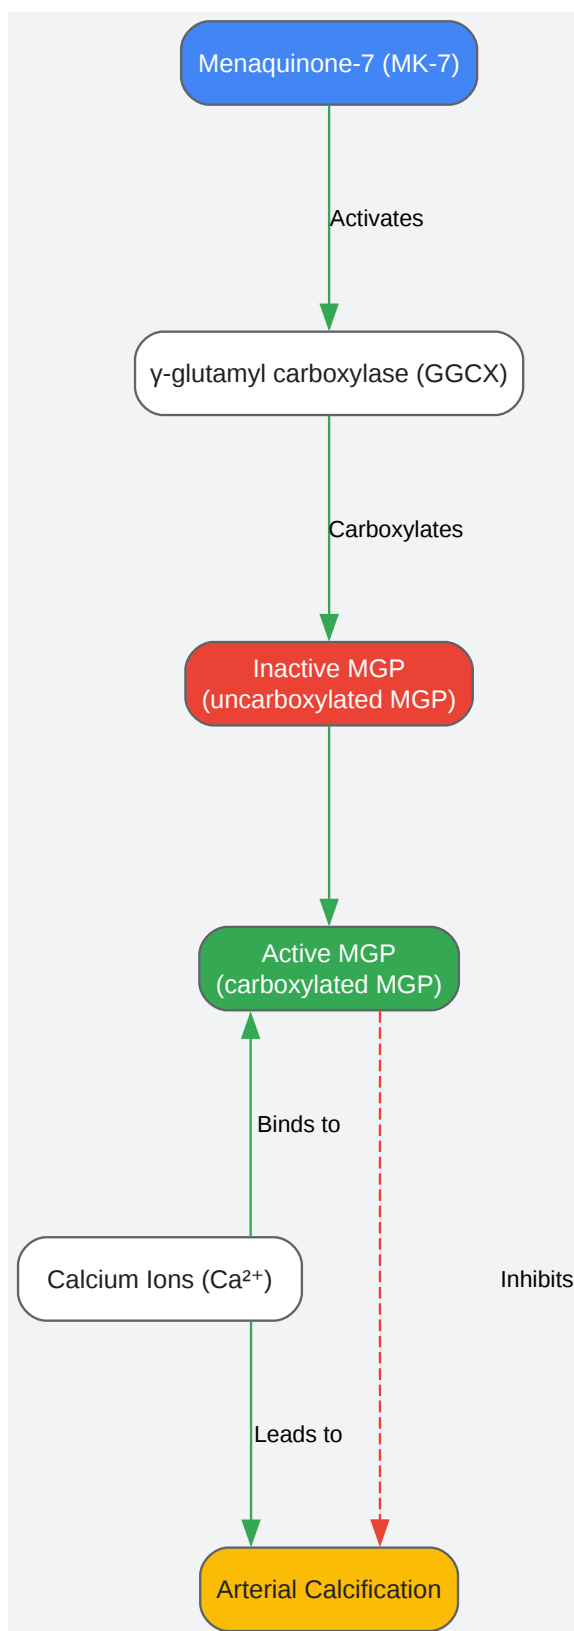 Menaquinone-7 (MK-7)
Activates
γ-glutamyl carboxylase (GGCX)
Carboxylates
Inactive MGP
(uncarboxylated MGP)
Active MGP
(carboxylated MGP)
Binds to
Calcium Ions (Ca²⁺)
Inhibits
Leads to
Arterial Calcification